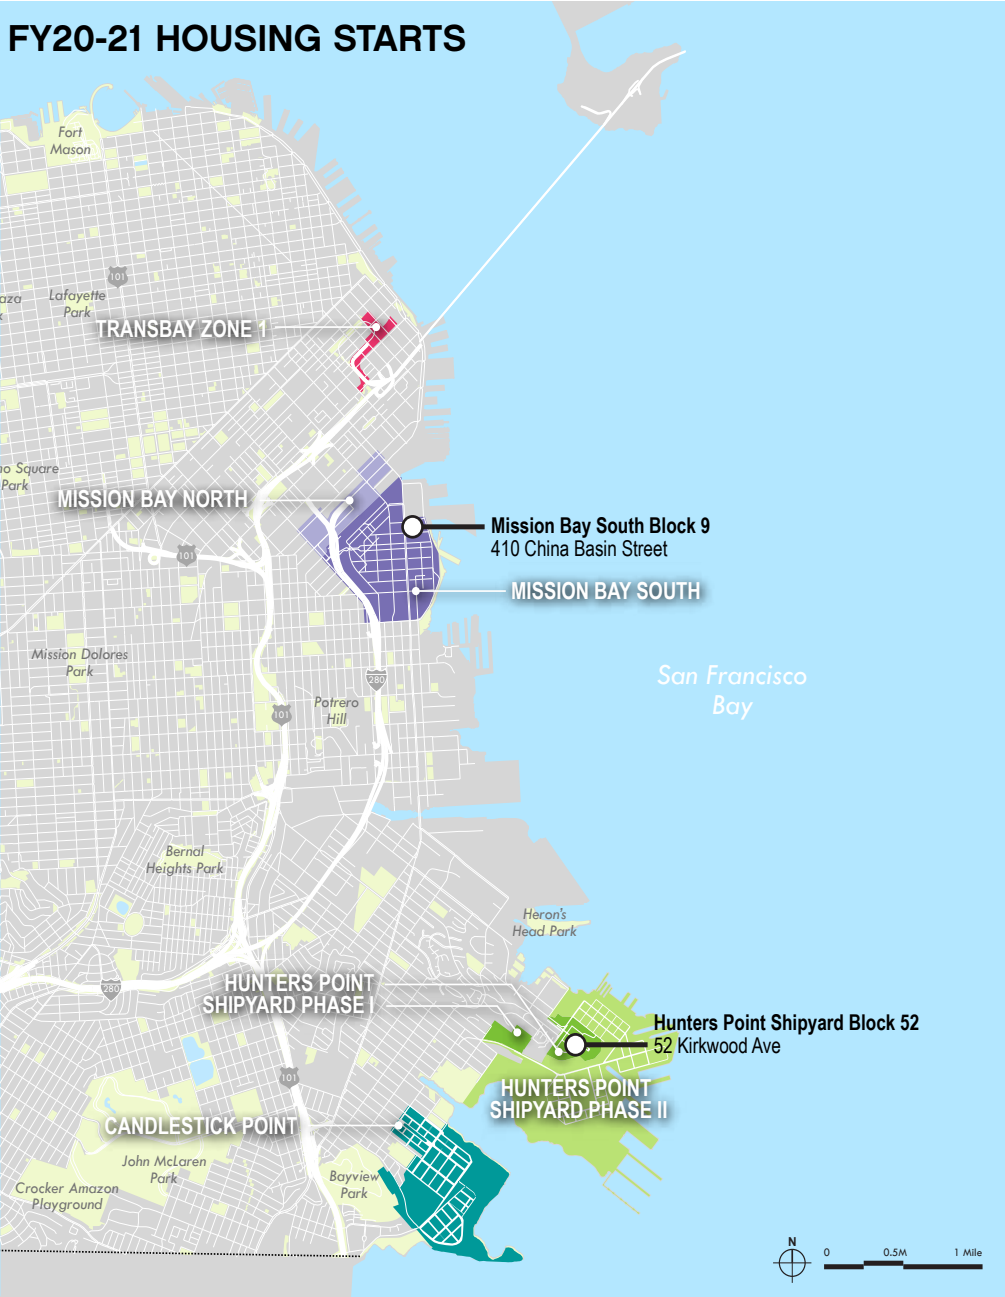 FY20-21 HOUSING STARTS
Fort
Mason
101
Lafayette
Park
aza
TRANSBAY ZONE 1
no Square
Park
MISSION BAY NORTH
Mission Bay South Block 9
410 China Basin Street
101
MISSION BAY SOUTH
Mission Dolores
Park
San Francisco
Bay
280
Potrero
Hill
101
Bernal
Heights Park
Heron's
Head Park
280
HUNTERS POINT
SHIPYARD PHASE I
Hunters Point Shipyard Block 52
52 Kirkwood Ave
101
HUNTERS POINT
SHIPYARD PHASE II
CANDLESTICK POINT
John McLaren
Park
Bayview
Park
Crocker Amazon
Playground
N
0 0.5M 1 Mile